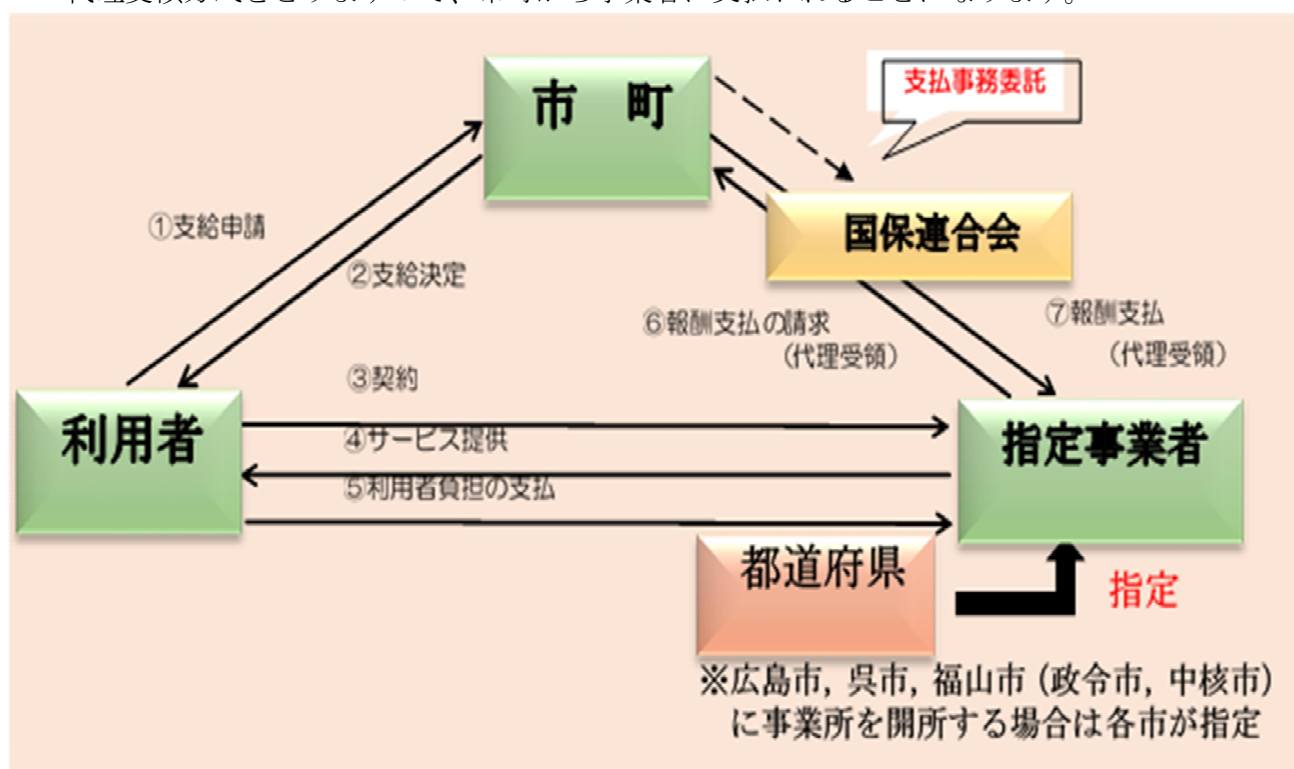 市　町
支払事務委託
国保連合会
①支給申請
②支給決定
⑥報酬支払の請求
（代理受領）
⑦報酬支払
（代理受領）
③契約
利用者
④サービス提供
指定事業者
⑤利用者負担の支払
都道府県
指定
※広島市, 呉市, 福山市（政令市, 中核市）
に事業所を開所する場合は各市が指定